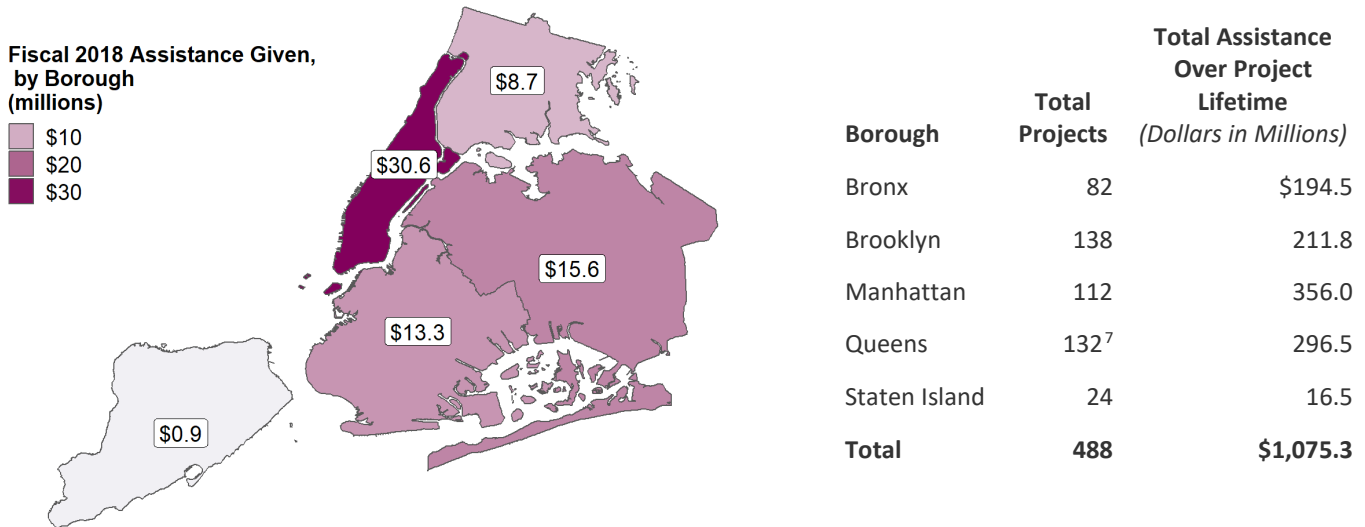 Fiscal 2018 Assistance Given,
by Borough
(millions)
$10
$20
$30
$8.7
$30.6
$15.6
$13.3
$0.9
Total Assistance
Over Project
Total Lifetime
Borough Projects (Dollars in Millions)
Bronx 82 $194.5
Brooklyn 138 211.8
Manhattan 112 356.0
Queens 132⁷ 296.5
Staten Island 24 16.5
Total 488 $1,075.3